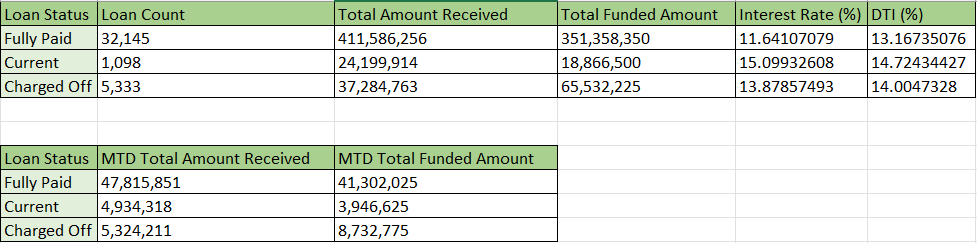 Loan Status Loan Count Total Amount Received Total Funded Amount Interest Rate (%) DTI (%)
Fully Paid 32,145 411,586,256 351,358,350 11.64107079 13.16735076
Current 1,098 24,199,914 18,866,500 15.09932608 14.72434427
Charged Off 5,333 37,284,763 65,532,225 13.87857493 14.0047328
Loan Status MTD Total Amount Received MTD Total Funded Amount
Fully Paid 47,815,851 41,302,025
Current 4,934,318 3,946,625
Charged Off 5,324,211 8,732,775